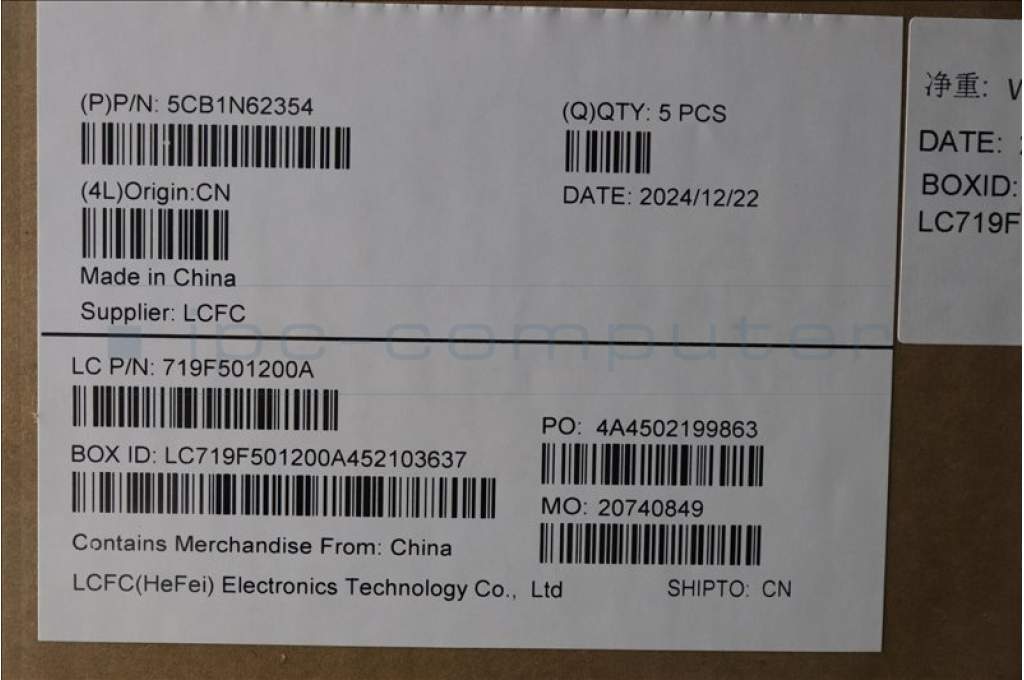 (P)P/N: 5CB1N62354
(Q)QTY: 5 PCS
(4L)Origin:CN
DATE: 2024/12/22
Made in China
Supplier: LCFC
ipc-computer
LC P/N: 719F501200A
PO: 4A4502199863
BOX ID: LC719F501200A452103637
MO: 20740849
Contains Merchandise From: China
LCFC(HeFei) Electronics Technology Co., Ltd
SHIPTO: CN
净重:
DATE:
BOXID:
LC719F